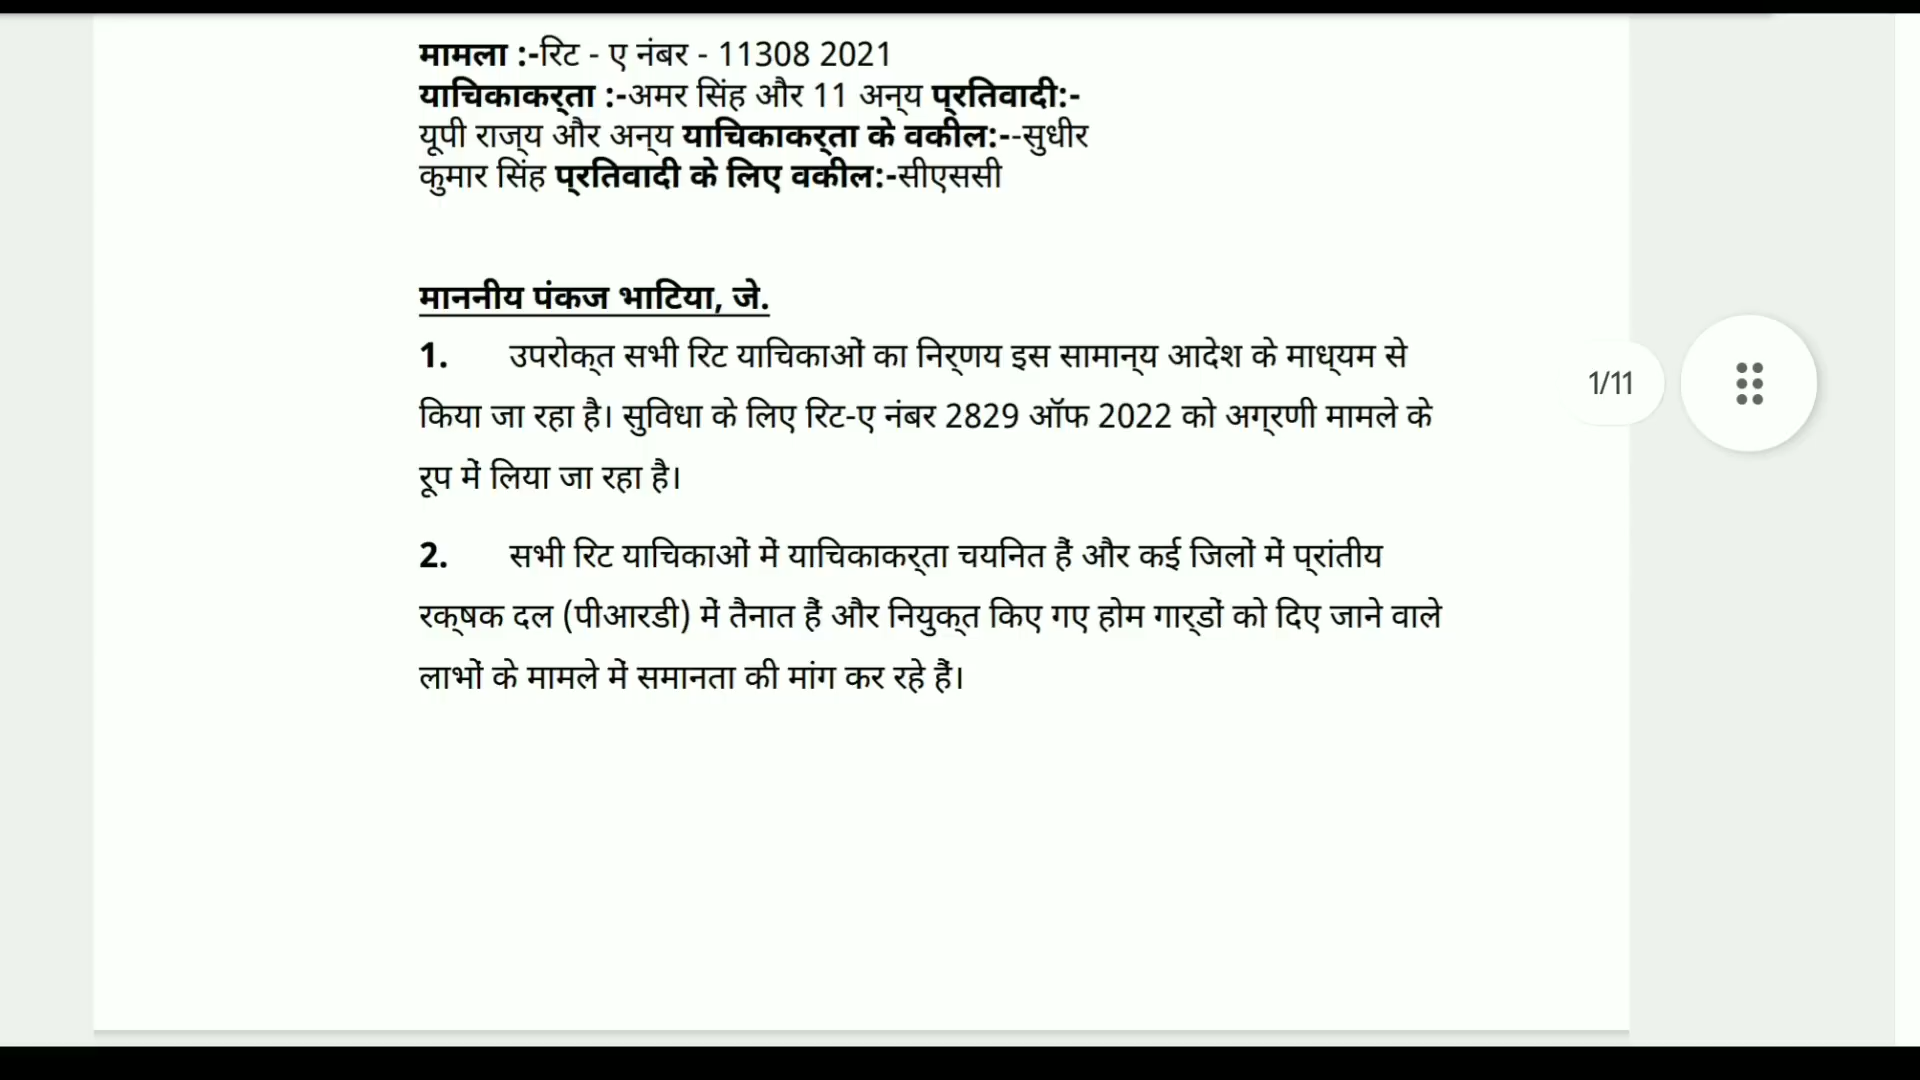 मामला :-रिट - ए नंबर - 11308 2021
याचिकाकर्ता :-अमर सिंह और 11 अन्य प्रतिवादी:-
यूपी राज्य और अन्य याचिकाकर्ता के वकील:--सुधीर
कुमार सिंह प्रतिवादी के लिए वकील:-सीएससी
माननीय पंकज भाटिया, जे.
1. उपरोक्त सभी रिट याचिकाओं का निर्णय इस सामान्य आदेश के माध्यम से
किया जा रहा है। सुविधा के लिए रिट-ए नंबर 2829 ऑफ 2022 को अग्रणी मामले के
रूप में लिया जा रहा है।
1/11
2. सभी रिट याचिकाओं में याचिकाकर्ता चयनित हैं और कई जिलों में प्रांतीय
रक्षक दल (पीआरडी) में तैनात हैं और नियुक्त किए गए होम गार्डों को दिए जाने वाले
लाभों के मामले में समानता की मांग कर रहे हैं।